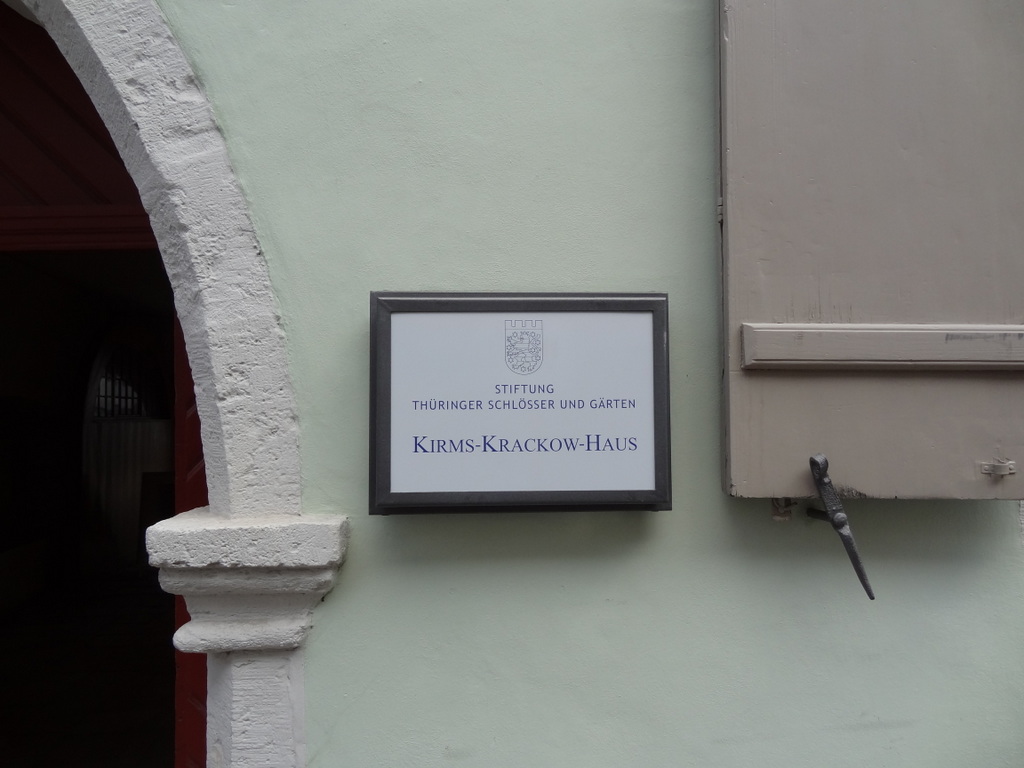 STIFTUNG
THÜRINGER SCHLÖSSER UND GÄRTEN
KIRMS-KRACKOW-HAUS